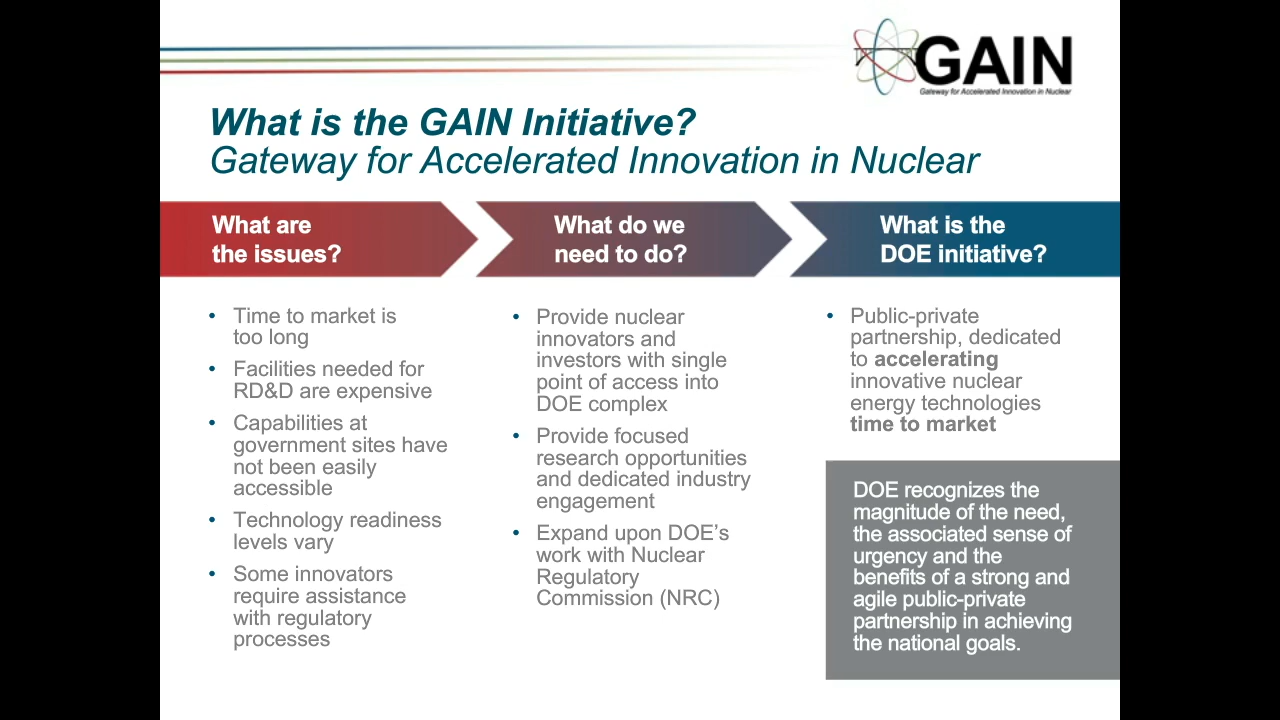 GAIN
Gateway for Accelerated Innovation in Nuclear
What is the GAIN Initiative?
Gateway for Accelerated Innovation in Nuclear
What are
the issues?
• Time to market is
too long
• Facilities needed for
RD&D are expensive
• Capabilities at
government sites have
not been easily
accessible
• Technology readiness
levels vary
• Some innovators
require assistance
with regulatory
processes
What do we
need to do?
• Provide nuclear
innovators and
investors with single
point of access into
DOE complex
• Provide focused
research opportunities
and dedicated industry
engagement
• Expand upon DOE’s
work with Nuclear
Regulatory
Commission (NRC)
What is the
DOE initiative?
• Public-private
partnership, dedicated
to accelerating
innovative nuclear
energy technologies
time to market
DOE recognizes the
magnitude of the need,
the associated sense of
urgency and the
benefits of a strong and
agile public-private
partnership in achieving
the national goals.